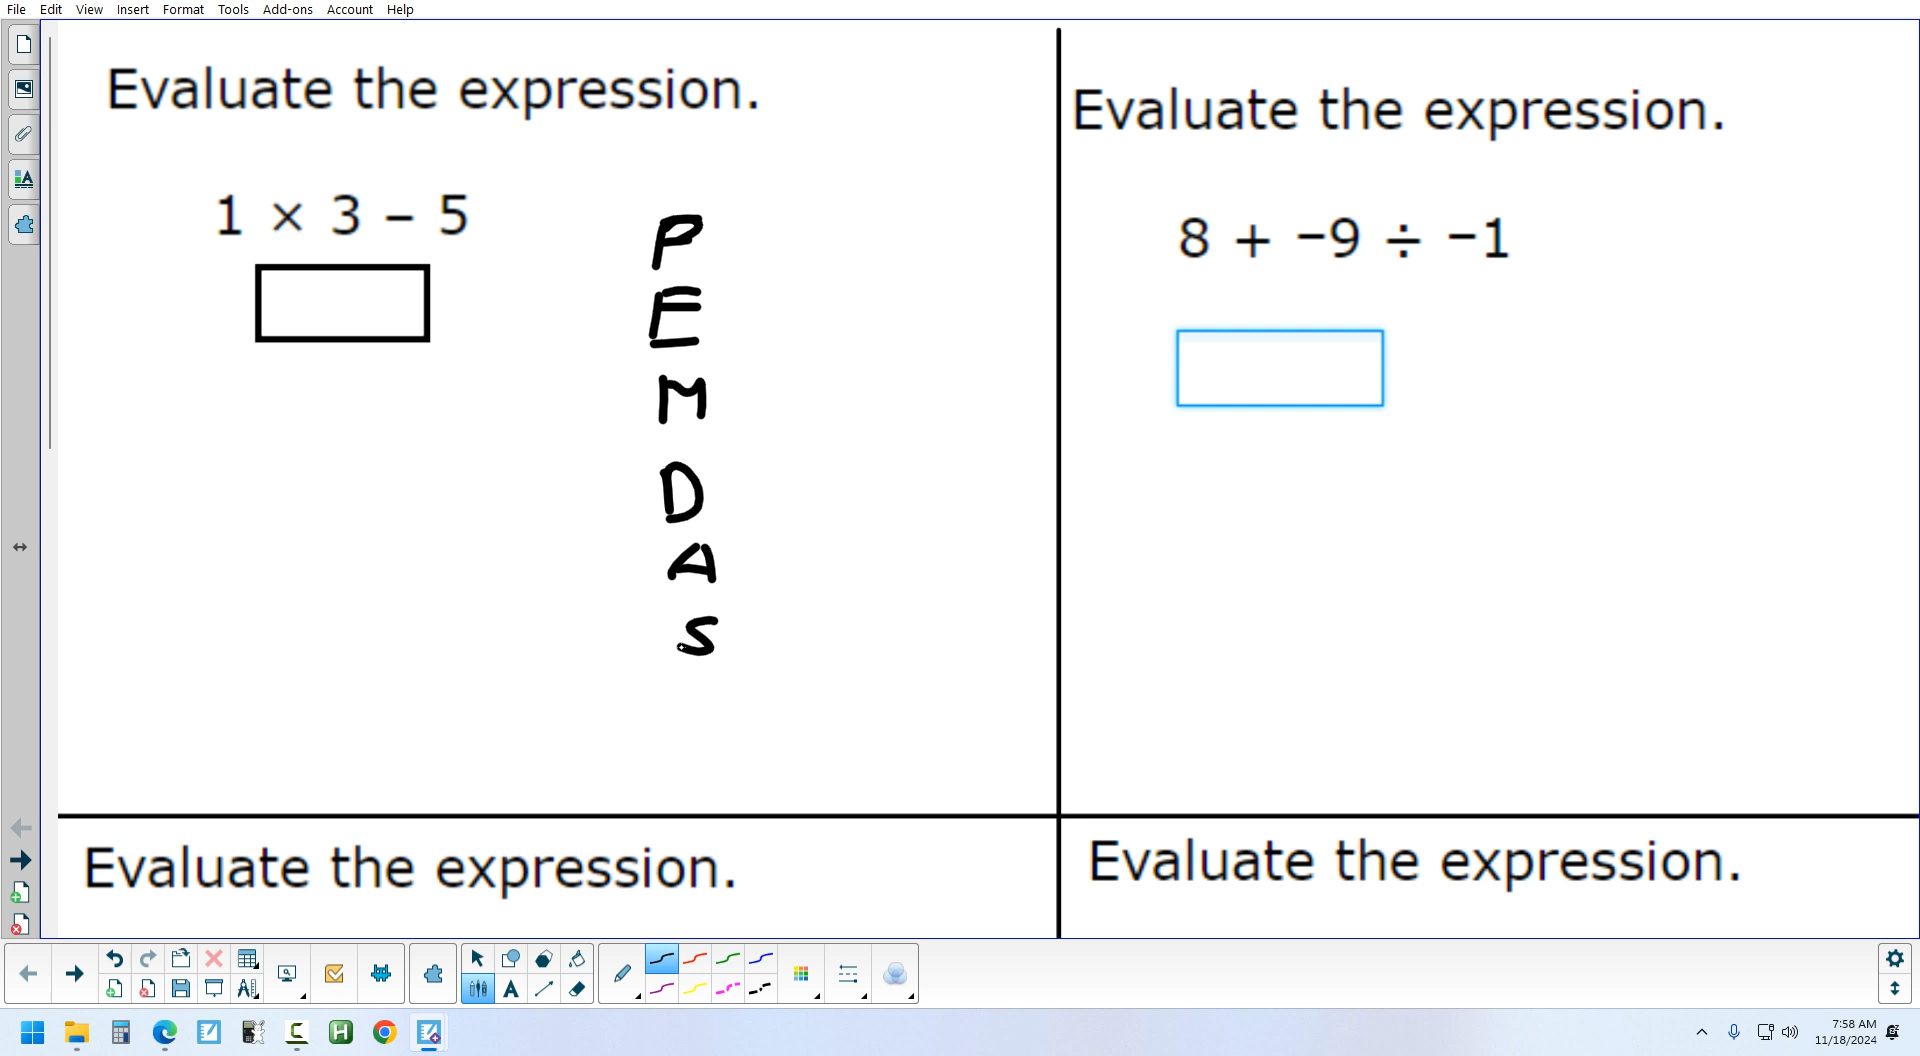 File Edit View Insert Format Tools Add-ons Account Help
Evaluate the expression.
1 × 3 – 5
P
E
M
D
A
S
Evaluate the expression.
8 + −9 ÷ −1
Evaluate the expression.
Evaluate the expression.
7:58 AM
11/18/2024